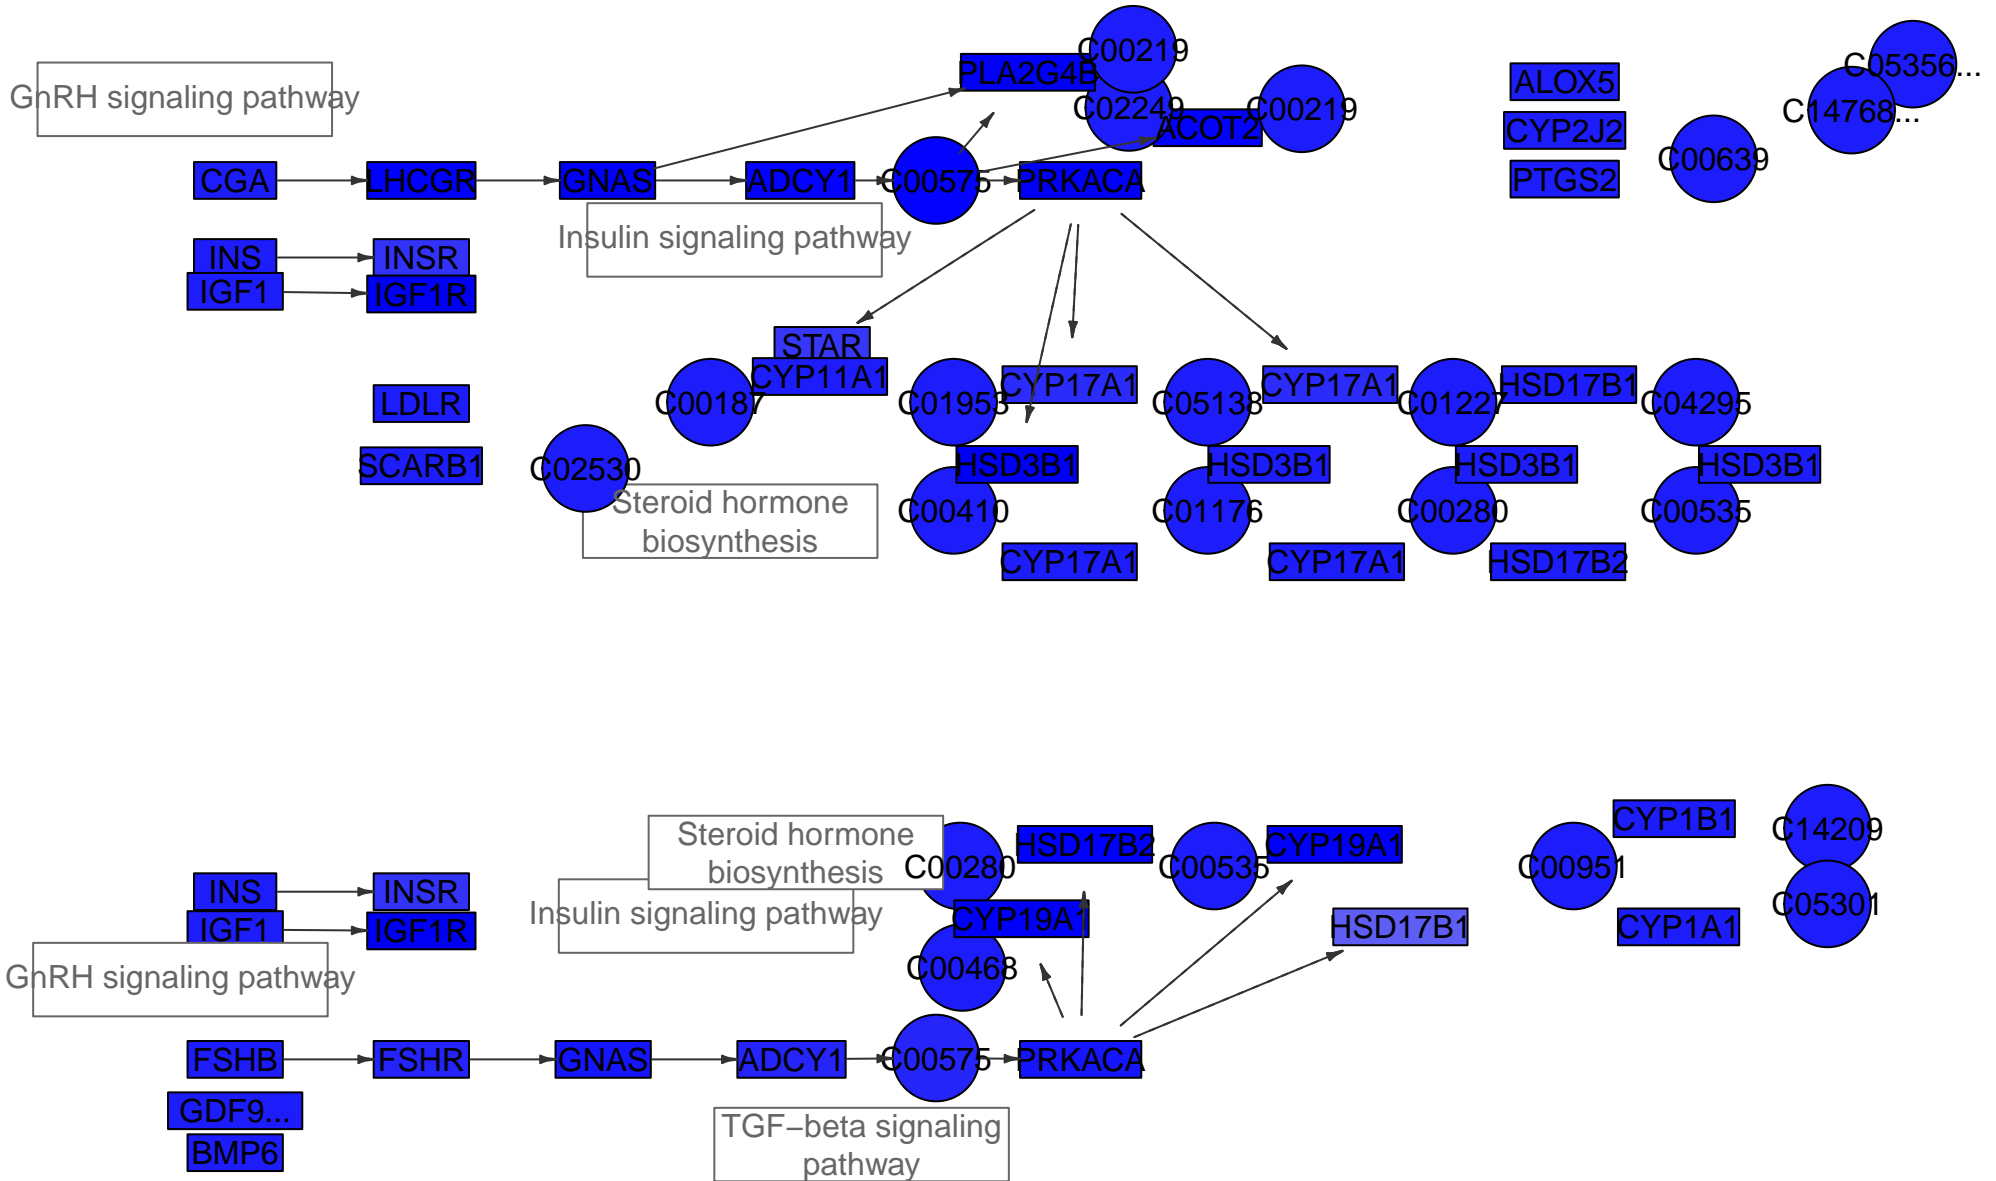 C00219
C05356...
PLA2G4B
ALOX5
GnRH signaling pathway
C02249
C00219
C14768...
ACOT2
CYP2J2
C00639
CGA
LHCGR
GNAS
ADCY1
C00575
PRKACA
PTGS2
Insulin signaling pathway
INS
INSR
IGF1
IGF1R
STAR
CYP11A1
CYP17A1
CYP17A1
HSD17B1
LDLR
C00187
C01953
C05138
C01227
C04295
SCARB1
C02530
HSD3B1
HSD3B1
HSD3B1
HSD3B1
Steroid hormone
biosynthesis
C00410
C01176
C00280
C00535
CYP17A1
CYP17A1
HSD17B2
Steroid hormone
biosynthesis
C00280
HSD17B2
C00535
CYP19A1
C00951
CYP1B1
C14209
INS
INSR
Insulin signaling pathway
CYP19A1
HSD17B1
CYP1A1
C05301
IGF1
IGF1R
GnRH signaling pathway
C00468
FSHB
FSHR
GNAS
ADCY1
C00575
PRKACA
GDF9...
BMP6
TGF−beta signaling
pathway